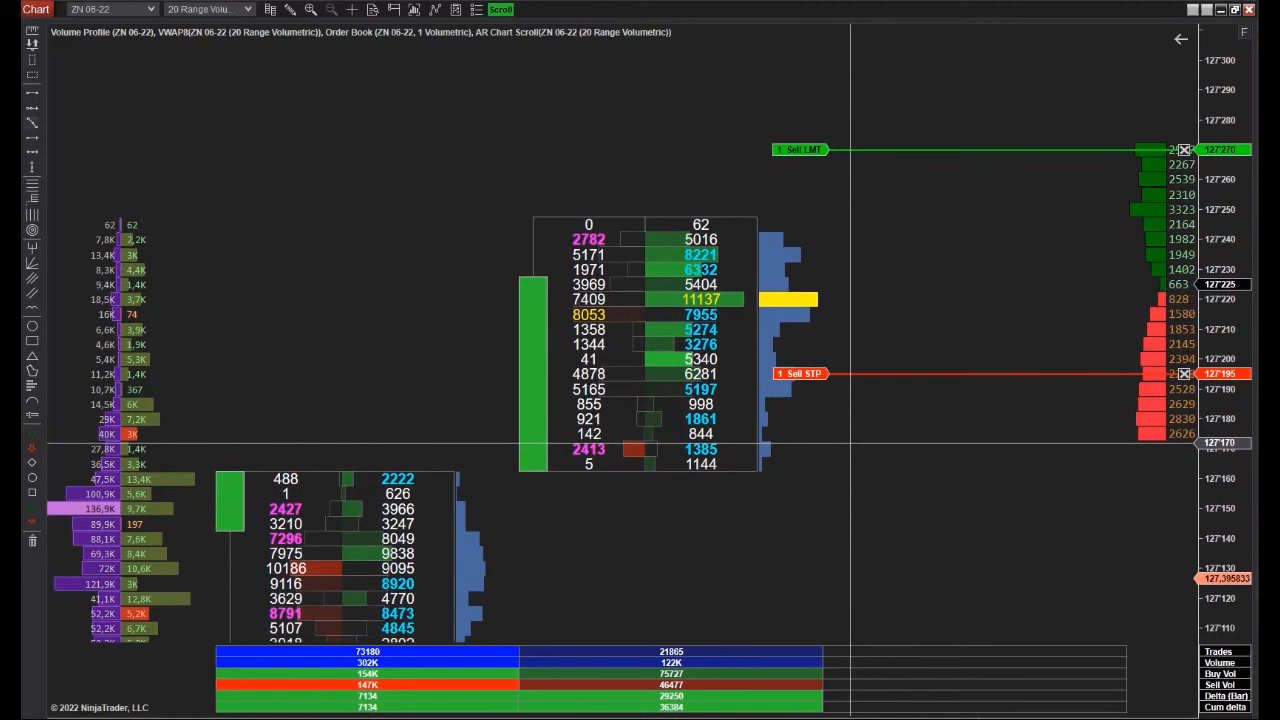 Chart ZN 06-22 20 Range Volu... Scroll
Volume Profile (ZN 06-22), VWAP8(ZN 06-22 (20 Range Volumetric)), Order Book (ZN 06-22, 1 Volumetric), AR Chart Scroll(ZN 06-22 (20 Range Volumetric))
F
127'300
127'290
127'280
1 Sell LMT 127'270
2267
2539 127'260
2310
3323 127'250
62 62 0 62 2164
7,8K 2,2K 2782 5016 1982 127'240
13,4K 3K 5171 8221 1949
8,3K 4,4K 1971 6332 1402 127'230
9,4K 1,4K 3969 5404 663 127'225
18,5K 3,7K 7409 11137 828 127'220
16K 74 8053 7955 1580
6,6K 3,9K 1358 5274 1853 127'210
4,6K 1,9K 1344 3276 2145
5,4K 5,3K 41 5340 2394 127'200
11,2K 1,4K 4878 6281 1 Sell STP 127'195
10,7K 367 5165 5197 2528 127'190
14,5K 6K 855 998 2629
29K 7,2K 921 1861 2830 127'180
40K 3K 142 844 2626
27,8K 1,4K 2413 1385 127'170
36,5K 3,3K 5 1144
47,5K 13,4K 488 2222 127'160
100,9K 5,6K 1 626
136,9K 9,7K 2427 3966 127'150
89,9K 197 3210 3247
88,1K 7,6K 7296 8049 127'140
69,3K 8,4K 7975 9838
72K 10,6K 10186 9095 127'130
121,9K 3K 9116 8920 127,395833
41,1K 12,8K 3629 4770 127'120
52,2K 5,2K 8791 8473
52,2K 6,7K 5107 4845 127'110
73180 21865 Trades
302K 122K Volume
154K 75727 Buy Vol
147K 46477 Sell Vol
7134 29250 Delta (Bar)
7134 36384 Cum delta
© 2022 NinjaTrader, LLC